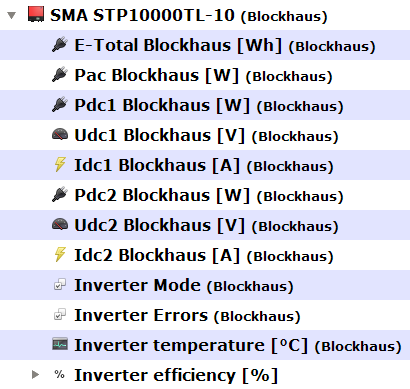 SMA STP10000TL-10 (Blockhaus)
E-Total Blockhaus [Wh] (Blockhaus)
Pac Blockhaus [W] (Blockhaus)
Pdc1 Blockhaus [W] (Blockhaus)
Udc1 Blockhaus [V] (Blockhaus)
Idc1 Blockhaus [A] (Blockhaus)
Pdc2 Blockhaus [W] (Blockhaus)
Udc2 Blockhaus [V] (Blockhaus)
Idc2 Blockhaus [A] (Blockhaus)
Inverter Mode (Blockhaus)
Inverter Errors (Blockhaus)
Inverter temperature [ºC] (Blockhaus)
% Inverter efficiency [%]